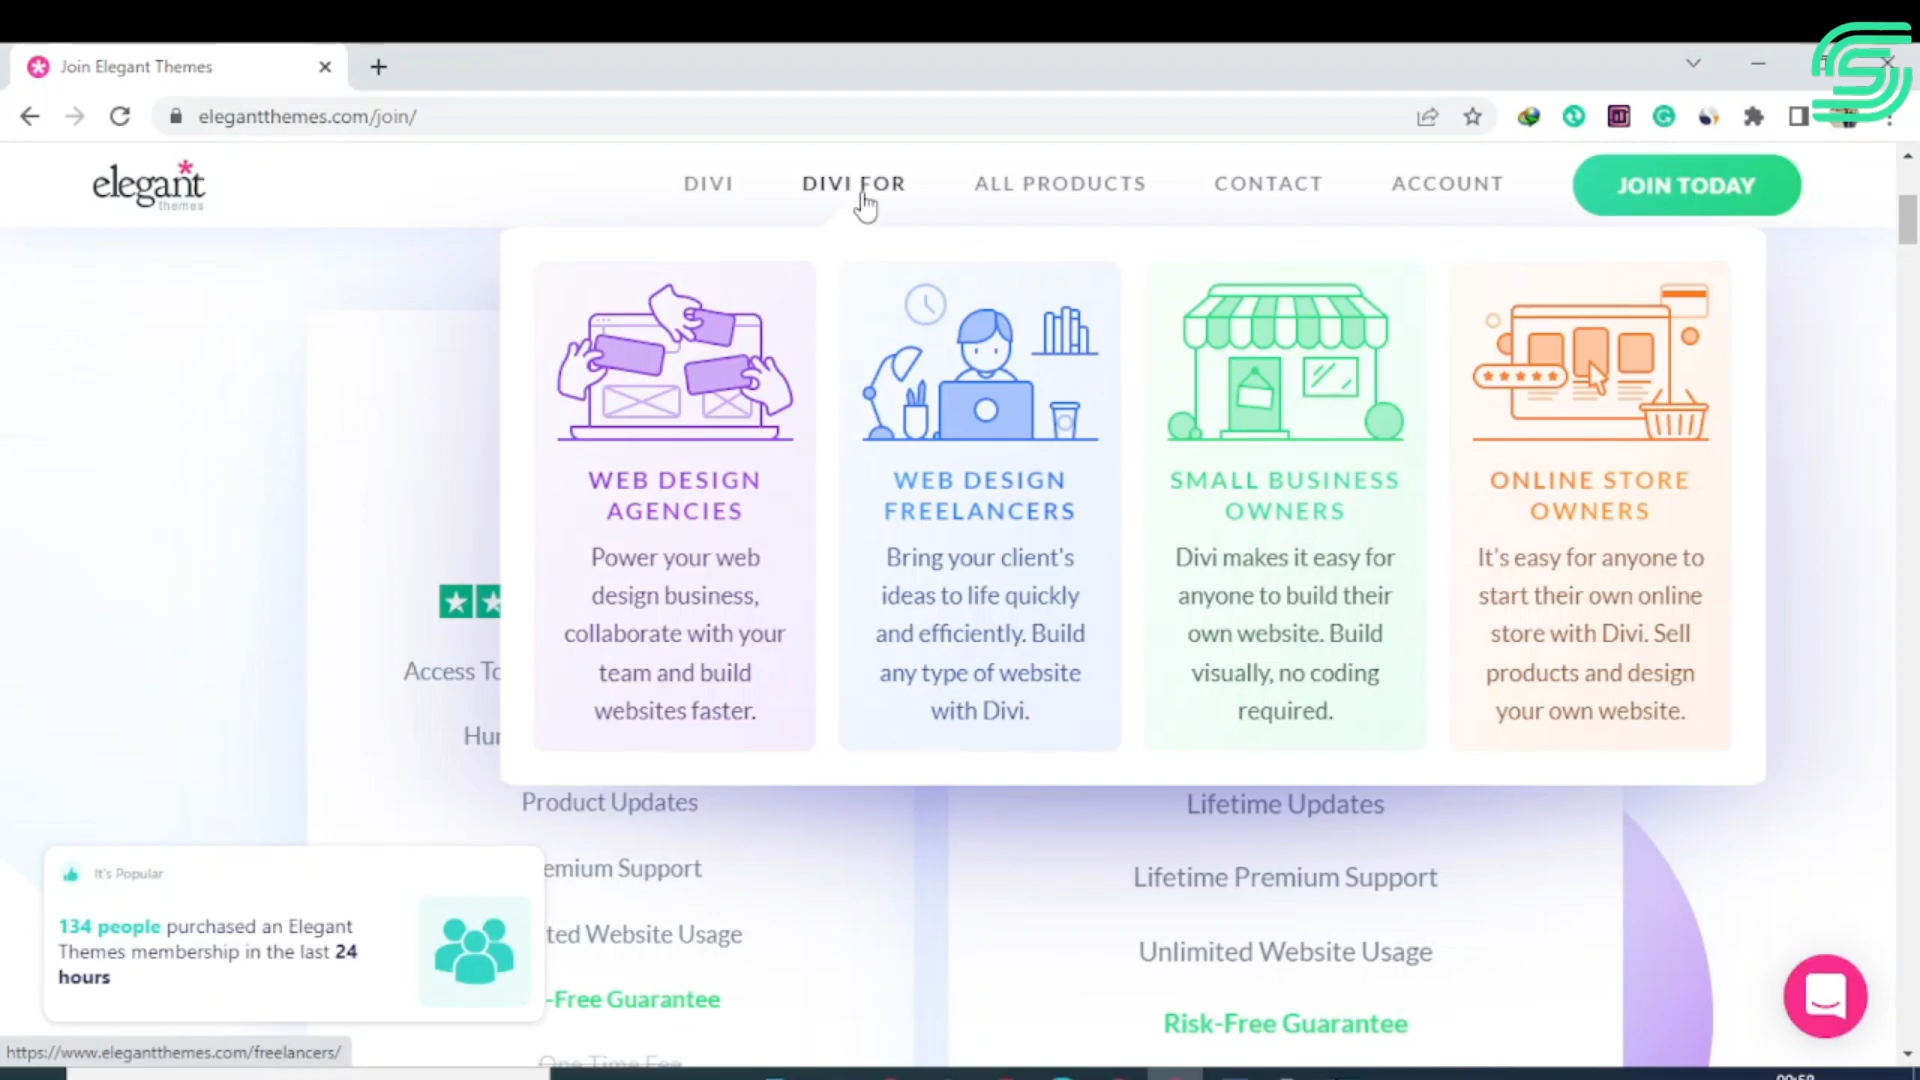 Join Elegant Themes
elegantthemes.com/join/
elegant
themes
DIVI
DIVI FOR
ALL PRODUCTS
CONTACT
ACCOUNT
JOIN TODAY
WEB DESIGN
AGENCIES
Power your web
design business,
collaborate with your
team and build
websites faster.
WEB DESIGN
FREELANCERS
Bring your client's
ideas to life quickly
and efficiently. Build
any type of website
with Divi.
SMALL BUSINESS
OWNERS
Divi makes it easy for
anyone to build their
own website. Build
visually, no coding
required.
ONLINE STORE
OWNERS
It's easy for anyone to
start their own online
store with Divi. Sell
products and design
your own website.
Access
Product Updates
Support
Website Usage
-Free Guarantee
One Time Fee
Lifetime Updates
Lifetime Premium Support
Unlimited Website Usage
Risk-Free Guarantee
It's Popular
134 people purchased an Elegant
Themes membership in the last 24
hours
https://www.elegantthemes.com/freelancers/